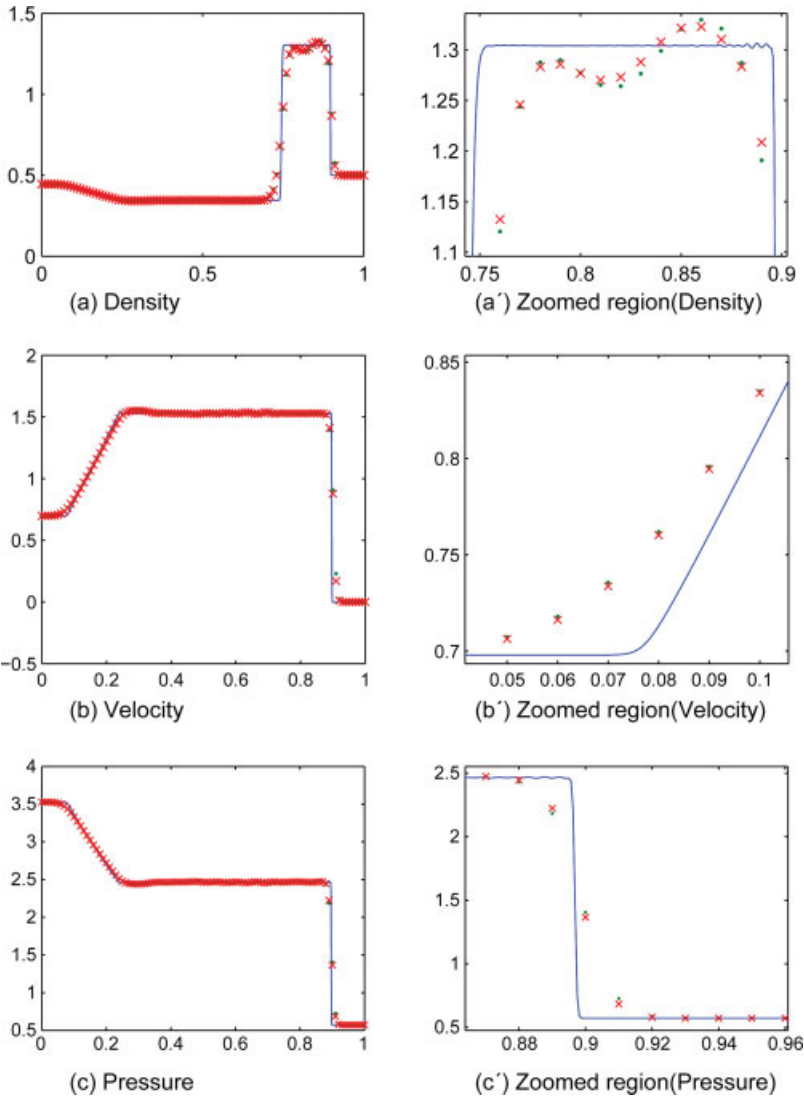 1.5
1
0.5
0
0 0.5 1
(a) Density
1.3
1.25
1.2
1.15
1.1
0.75 0.8 0.85 0.9
(a´) Zoomed region(Density)
2
1.5
1
0.5
0
−0.5
0 0.2 0.4 0.6 0.8 1
(b) Velocity
0.85
0.8
0.75
0.7
0.05 0.06 0.07 0.08 0.09 0.1
(b´) Zoomed region(Velocity)
4
3.5
3
2.5
2
1.5
1
0.5
0 0.2 0.4 0.6 0.8 1
(c) Pressure
2.5
2
1.5
1
0.5
0.88 0.9 0.92 0.94 0.96
(c´) Zoomed region(Pressure)